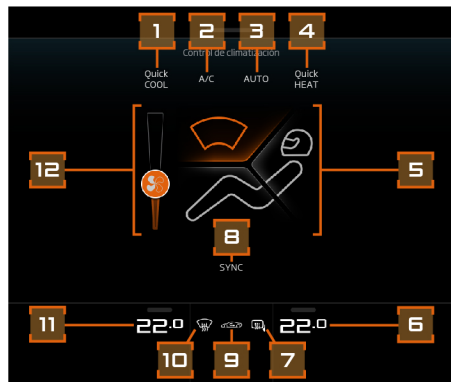 1 2 3 4
Control de climatización
Quick COOL
A/C
AUTO
Quick HEAT
12
5
8
SYNC
11
22.0
22.0
6
10
9
7